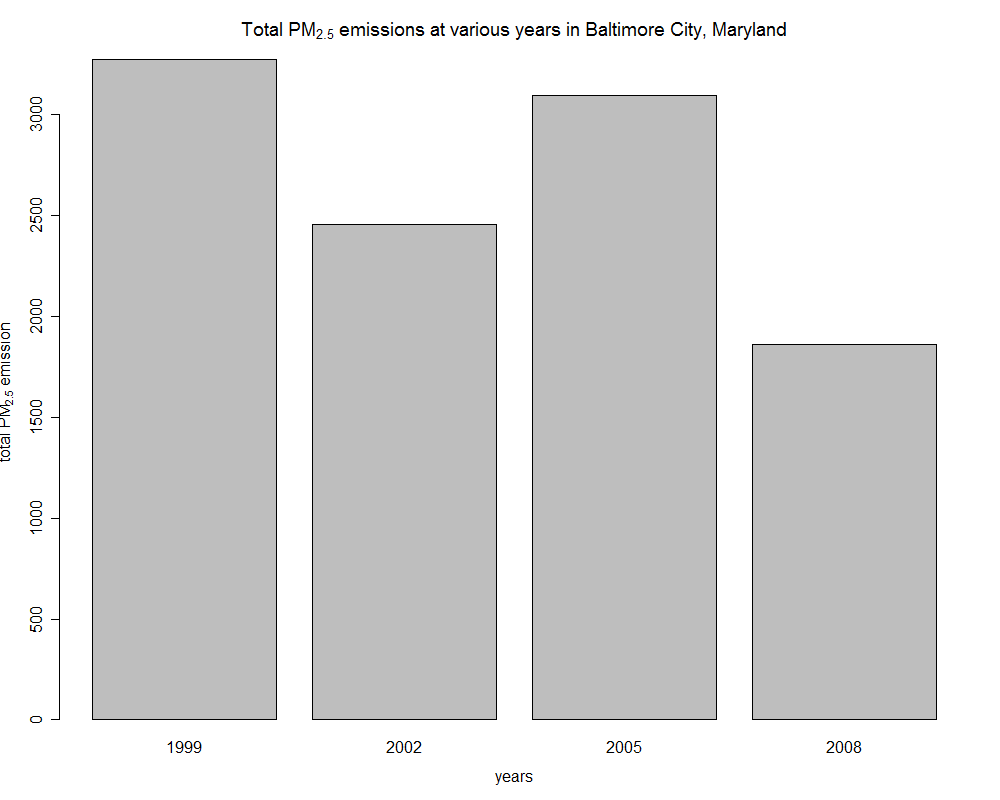 Total PM2.5 emissions at various years in Baltimore City, Maryland
total PM2.5 emission
3000
2500
2000
1500
1000
500
0
1999 2002 2005 2008
years